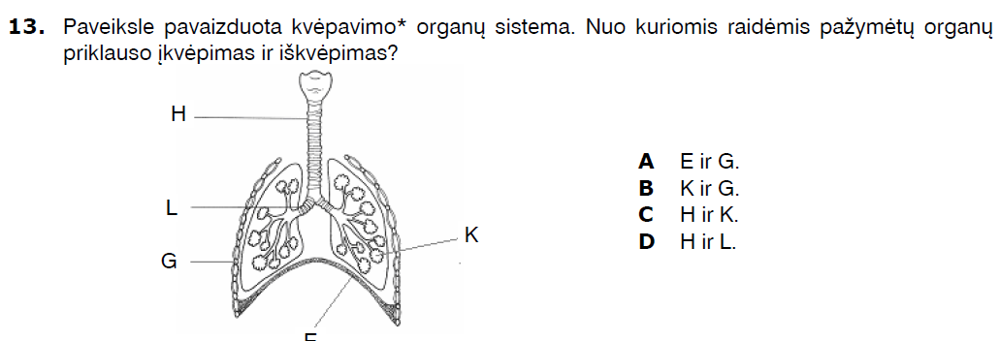 13. Paveiksle pavaizduota kvėpavimo* organų sistema. Nuo kuriomis raidėmis pažymėtų organų
priklauso įkvėpimas ir iškvėpimas?
H
L
G
K
A E ir G.
B K ir G.
C H ir K.
D H ir L.